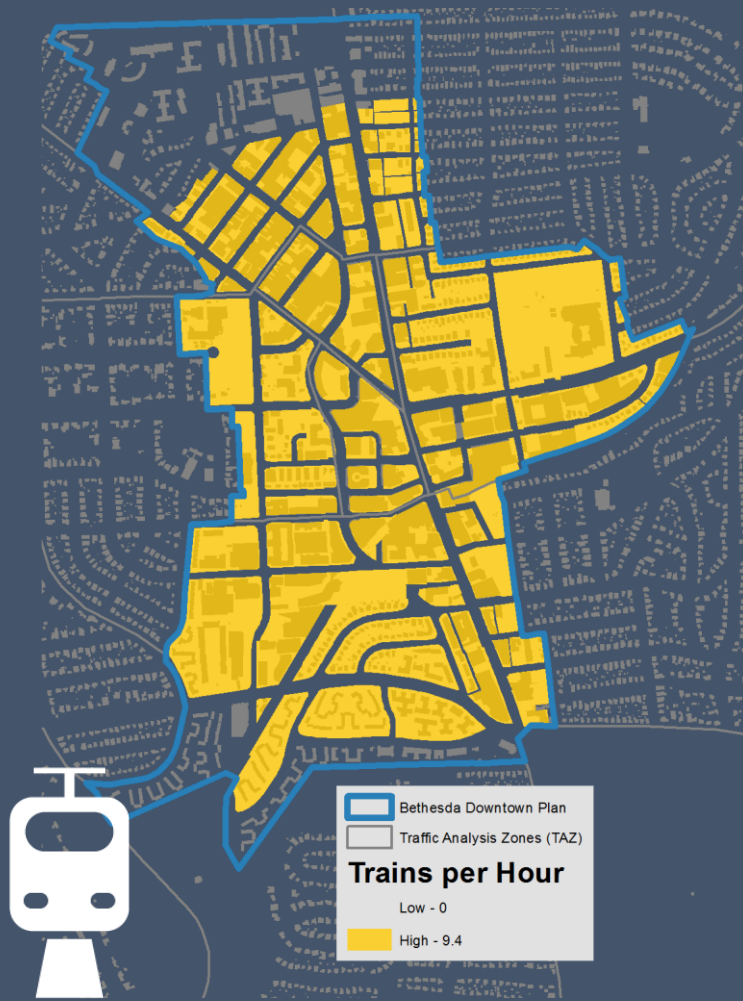 Bethesda Downtown Plan
Traffic Analysis Zones (TAZ)
Trains per Hour
Low - 0
High - 9.4